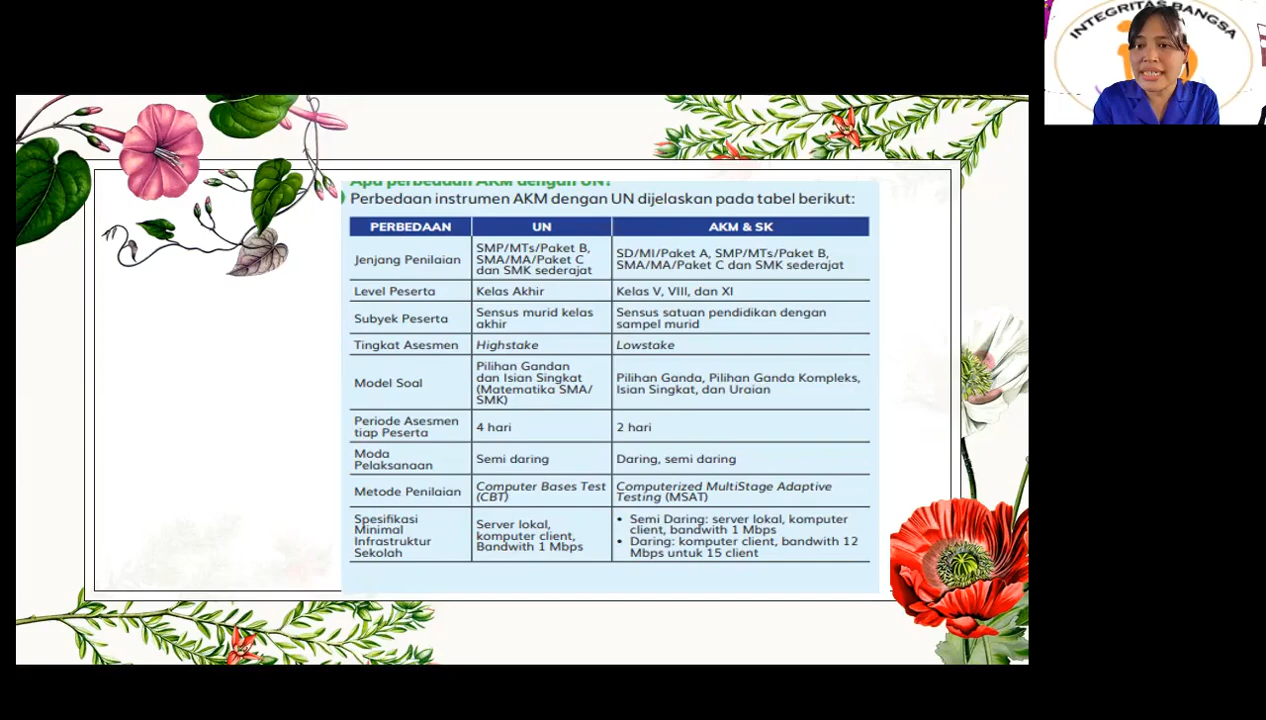 INTEGRITAS BANGSA
Apa perbedaan AKM dengan UN?
Perbedaan instrumen AKM dengan UN dijelaskan pada tabel berikut:
PERBEDAAN UN AKM & SK
Jenjang Penilaian
SMP/MTs/Paket B,
SMA/MA/Paket C
dan SMK sederajat
SD/MI/Paket A, SMP/MTs/Paket B,
SMA/MA/Paket C dan SMK sederajat
Level Peserta
Kelas Akhir
Kelas V, VIII, dan XI
Subyek Peserta
Sensus murid kelas
akhir
Sensus satuan pendidikan dengan
sampel murid
Tingkat Asesmen
Highstake
Lowstake
Model Soal
Pilihan Gandan
dan Isian Singkat
(Matematika SMA/
SMK)
Pilihan Ganda, Pilihan Ganda Kompleks,
Isian Singkat, dan Uraian
Periode Asesmen
tiap Peserta
4 hari
2 hari
Moda
Pelaksanaan
Semi daring
Daring, semi daring
Metode Penilaian
Computer Bases Test
(CBT)
Computerized MultiStage Adaptive
Testing (MSAT)
Spesifikasi
Minimal
Infrastruktur
Sekolah
Server lokal,
komputer client,
Bandwith 1 Mbps
• Semi Daring: server lokal, komputer
client, bandwith 1 Mbps
• Daring: komputer client, bandwith 12
Mbps untuk 15 client